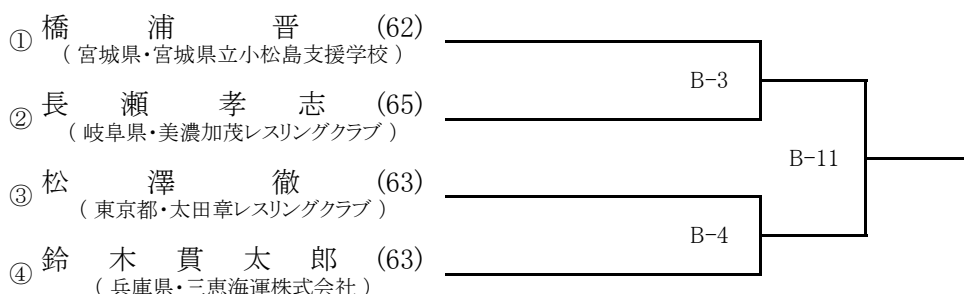 ① 橋浦晋 (62)
( 宮城県・宮城県立小松島支援学校 )
B-3
② 長瀬孝志 (65)
( 岐阜県・美濃加茂レスリングクラブ )
B-11
③ 松澤徹 (63)
( 東京都・太田章レスリングクラブ )
B-4
④ 鈴木貫太郎 (63)
( 兵庫県・三恵海運株式会社 )